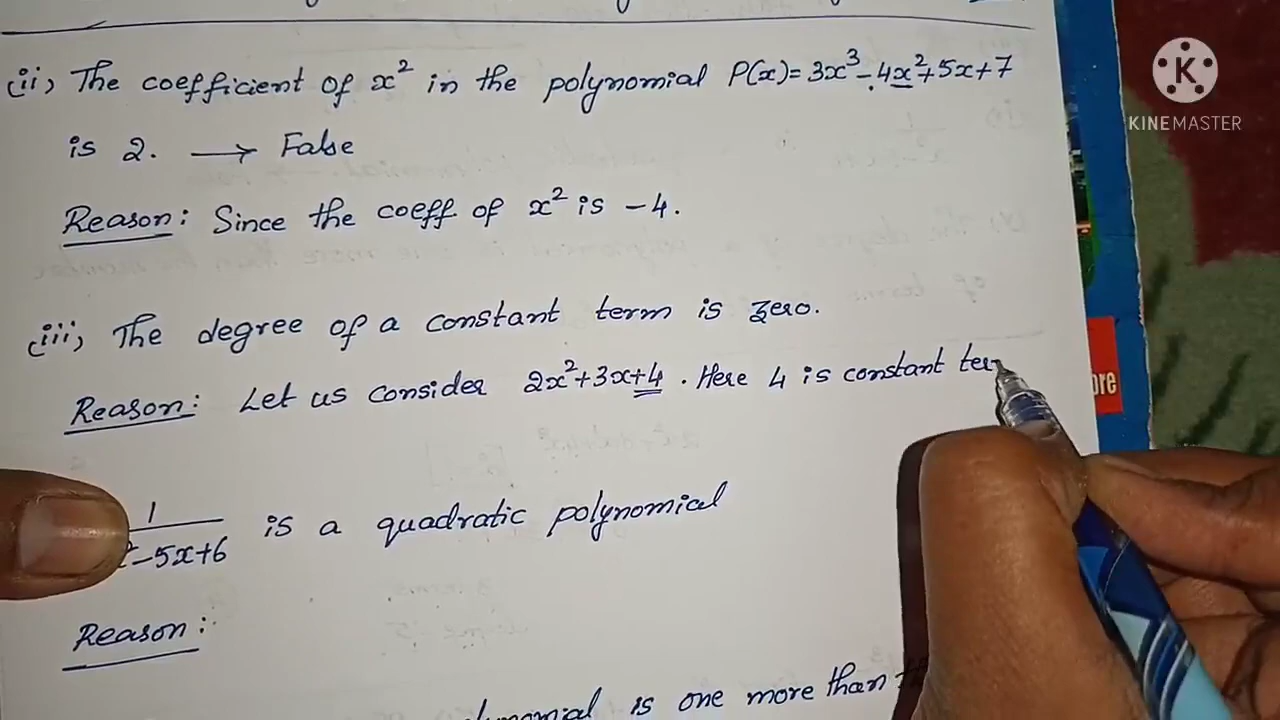 (ii) The coefficient of x² in the polynomial P(x)= 3x³ - 4x²+5x+7
is 2. → False
Reason: Since the coeff. of x² is -4.
(iii) The degree of a constant term is zero.
Reason: Let us consider 2x²+3x+4. Here 4 is constant ter
1
-5x+6 is a quadratic polynomial
Reason:
is one more than
KINEMASTER
ore